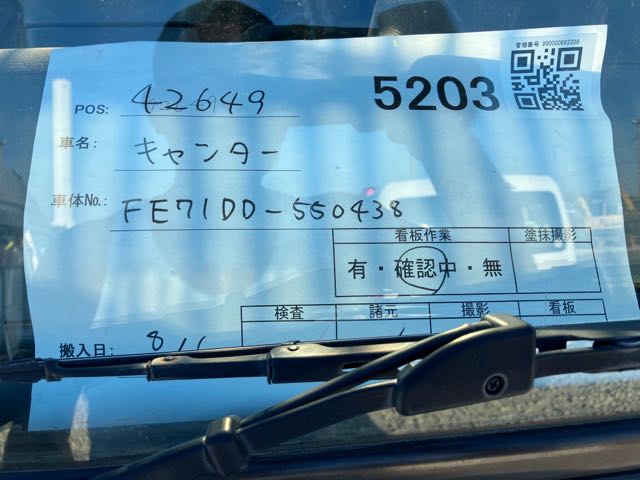 管理番号 990000993338
5203
POS: 42649
車名: キャンター
車体No.: FE71DD-550438
看板作業 塗抹撮影
有・確認中・無
検査 諸元 撮影 看板
搬入日: 8/